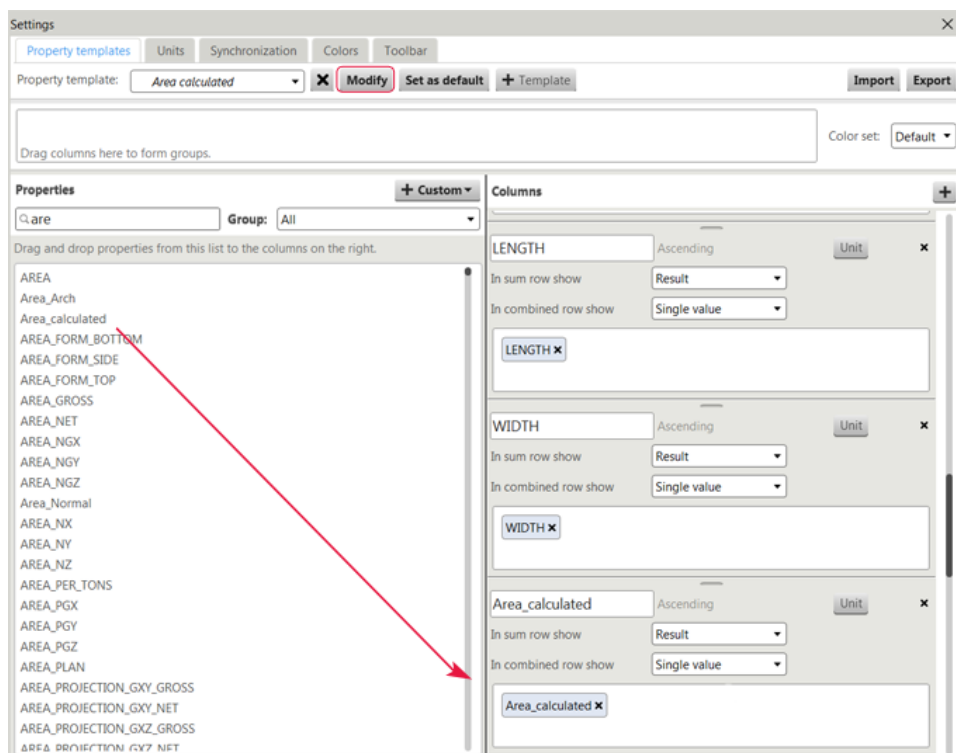 Settings
Property templates Units Synchronization Colors Toolbar
Property template: Area calculated Modify Set as default + Template Import Export
Drag columns here to form groups.
Color set: Default
Properties + Custom
are Group: All
Drag and drop properties from this list to the columns on the right.
AREA
Area_Arch
Area_calculated
AREA_FORM_BOTTOM
AREA_FORM_SIDE
AREA_FORM_TOP
AREA_GROSS
AREA_NET
AREA_NGX
AREA_NGY
AREA_NGZ
Area_Normal
AREA_NX
AREA_NY
AREA_NZ
AREA_PER_TONS
AREA_PGX
AREA_PGY
AREA_PGZ
AREA_PLAN
AREA_PROJECTION_GXY_GROSS
AREA_PROJECTION_GXY_NET
AREA_PROJECTION_GXZ_GROSS
AREA_PROJECTION_GXZ_NET
Columns +
LENGTH Ascending Unit
In sum row show Result
In combined row show Single value
LENGTH
WIDTH Ascending Unit
In sum row show Result
In combined row show Single value
WIDTH
Area_calculated Ascending Unit
In sum row show Result
In combined row show Single value
Area_calculated